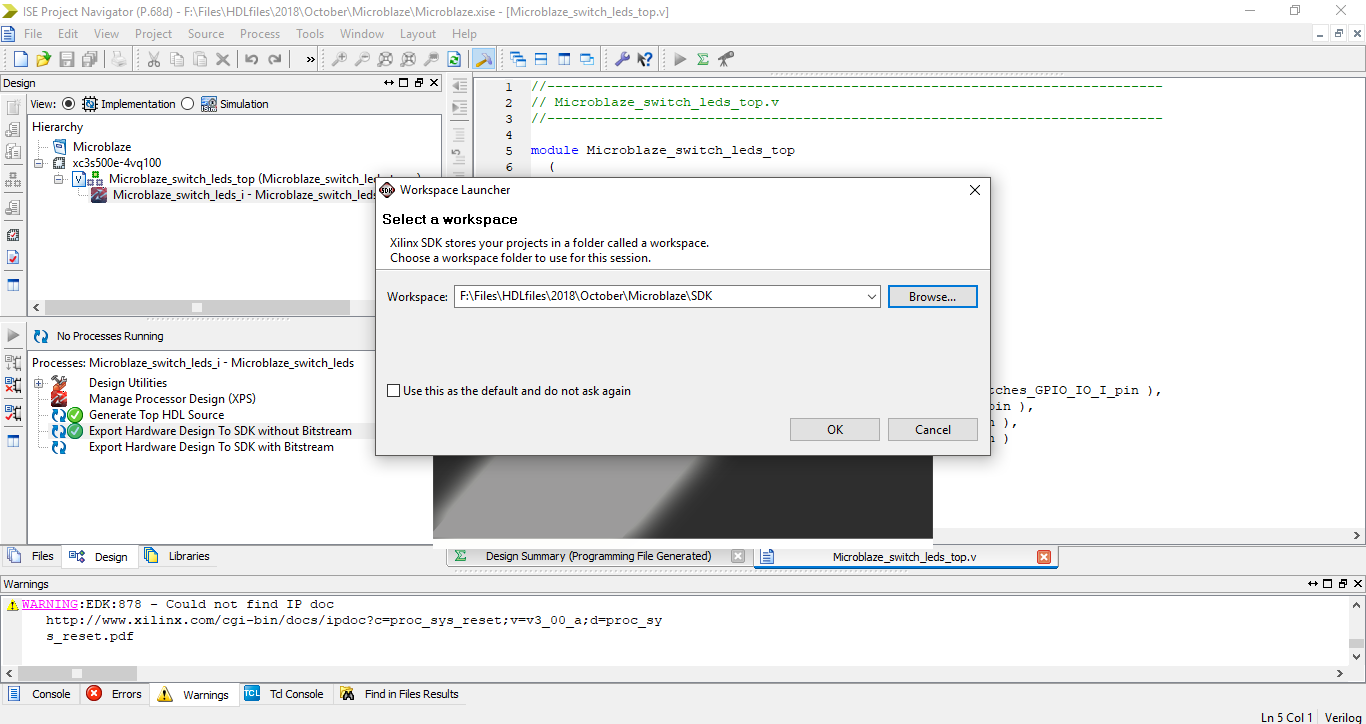 ISE Project Navigator (P.68d) - F:\Files\HDLfiles\2018\October\Microblaze\Microblaze.xise - [Microblaze_switch_leds_top.v]
File Edit View Project Source Process Tools Window Layout Help
»
Design
View: Implementation Simulation
Hierarchy
Microblaze
xc3s500e-4vq100
V Microblaze_switch_leds_top (Microblaze_switch_led
Microblaze_switch_leds_i - Microblaze_switch_leds
No Processes Running
Processes: Microblaze_switch_leds_i - Microblaze_switch_leds
Design Utilities
Manage Processor Design (XPS)
Generate Top HDL Source
Export Hardware Design To SDK without Bitstream
Export Hardware Design To SDK with Bitstream
Files Design Libraries
1 //-----------------------------------------------------------------------------
2 // Microblaze_switch_leds_top.v
3 //-----------------------------------------------------------------------------
4
5 module Microblaze_switch_leds_top
6 (
tches_GPIO_IO_I_pin ),
pin ),
),
)
SDK Workspace Launcher
Select a workspace
Xilinx SDK stores your projects in a folder called a workspace.
Choose a workspace folder to use for this session.
Workspace: F:\Files\HDLfiles\2018\October\Microblaze\SDK Browse...
Use this as the default and do not ask again
OK Cancel
Design Summary (Programming File Generated) Microblaze_switch_leds_top.v
Warnings
WARNING:EDK:878 - Could not find IP doc
http://www.xilinx.com/cgi-bin/docs/ipdoc?c=proc_sys_reset;v=v3_00_a;d=proc_sy
s_reset.pdf
Console Errors Warnings TCL Tcl Console Find in Files Results
Ln 5 Col 1 Verilog